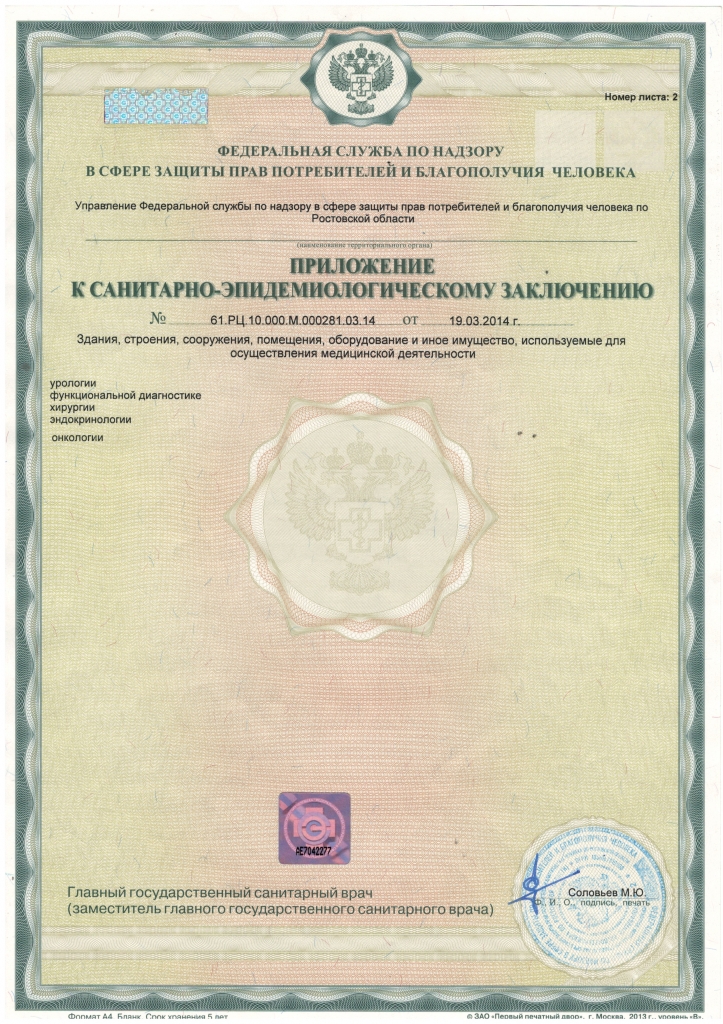 Номер листа: 2
ФЕДЕРАЛЬНАЯ СЛУЖБА ПО НАДЗОРУ
В СФЕРЕ ЗАЩИТЫ ПРАВ ПОТРЕБИТЕЛЕЙ И БЛАГОПОЛУЧИЯ ЧЕЛОВЕКА
Управление Федеральной службы по надзору в сфере защиты прав потребителей и благополучия человека по
Ростовской области
(наименование территориального органа)
ПРИЛОЖЕНИЕ
К САНИТАРНО-ЭПИДЕМИОЛОГИЧЕСКОМУ ЗАКЛЮЧЕНИЮ
№ 61.РЦ.10.000.М.000281.03.14 ОТ 19.03.2014 г.
Здания, строения, сооружения, помещения, оборудование и иное имущество, используемые для
осуществления медицинской деятельности
урологии
функциональной диагностике
хирургии
эндокринологии
онкологии
АЕ7042277
Главный государственный санитарный врач
(заместитель главного государственного санитарного врача)
Соловьев М.Ю.
Ф., И., О., подпись, печать
Формат А4. Бланк. Срок хранения 5 лет.
© ЗАО «Первый печатный двор», г. Москва, 2013 г., уровень «В».